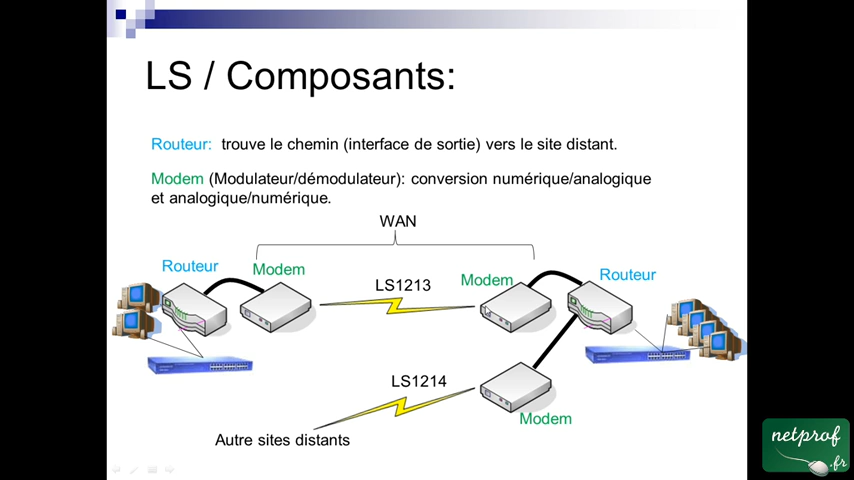 LS / Composants:
Routeur: trouve le chemin (interface de sortie) vers le site distant.
Modem (Modulateur/démodulateur): conversion numérique/analogique
et analogique/numérique.
WAN
Routeur
Modem
LS1213
Modem
Routeur
LS1214
Modem
Autre sites distants
netprof
.fr